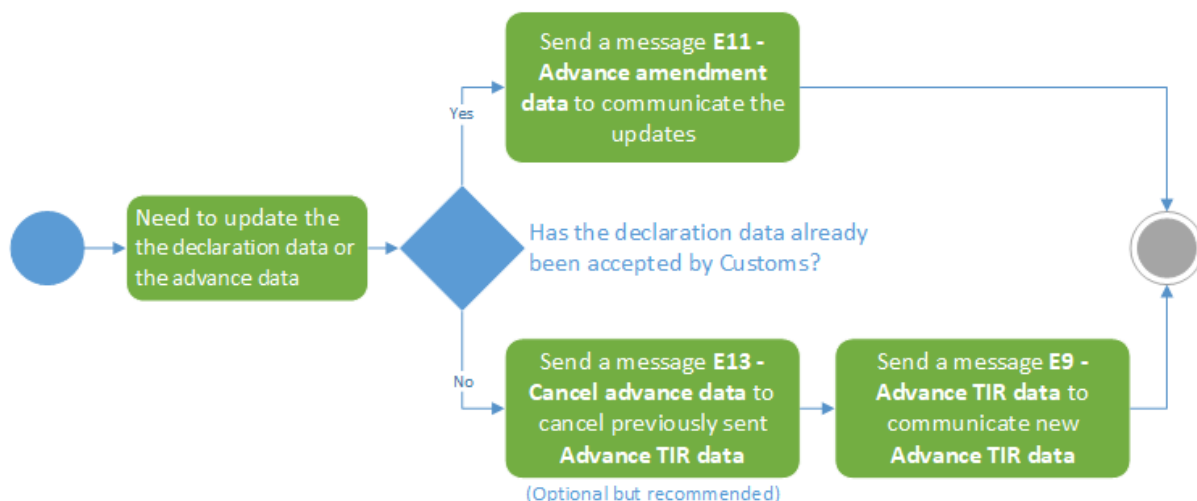 Send a message E11 -
Advance amendment
data to communicate the
updates
Yes
Need to update the
the declaration data or
the advance data
Has the declaration data already
been accepted by Customs?
No
Send a message E13 -
Cancel advance data to
cancel previously sent
Advance TIR data
(Optional but recommended)
Send a message E9 -
Advance TIR data to
communicate new
Advance TIR data